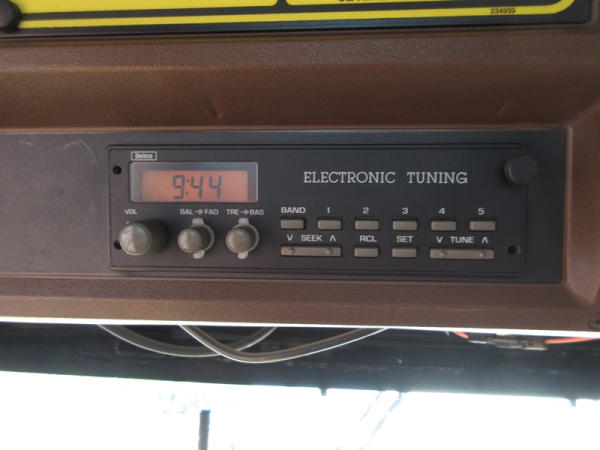 234939
Delco
9:44
ELECTRONIC TUNING
VOL BAL FAD TRE BAS
BAND 1 2 3 4 5
V SEEK Λ RCL SET V TUNE Λ